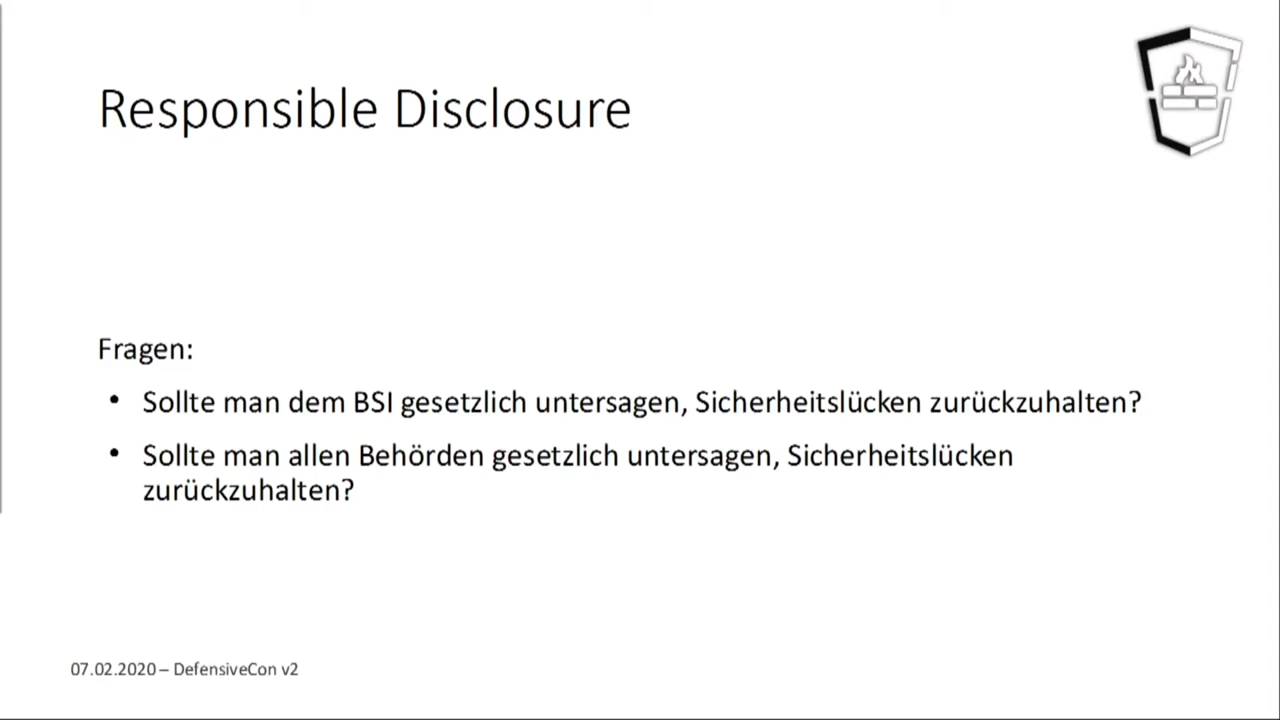 Responsible Disclosure
Fragen:
• Sollte man dem BSI gesetzlich untersagen, Sicherheitslücken zurückzuhalten?
• Sollte man allen Behörden gesetzlich untersagen, Sicherheitslücken
zurückzuhalten?
07.02.2020 – DefensiveCon v2